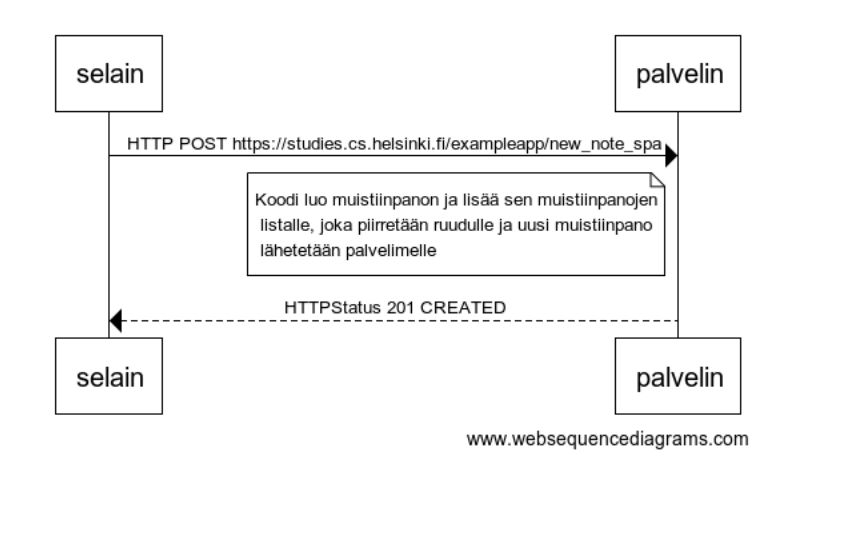 selain
palvelin
HTTP POST https://studies.cs.helsinki.fi/exampleapp/new_note_spa
Koodi luo muistiinpanon ja lisää sen muistiinpanojen
listalle, joka piirretään ruudulle ja uusi muistiinpano
lähetetään palvelimelle
HTTPStatus 201 CREATED
selain
palvelin
www.websequencediagrams.com